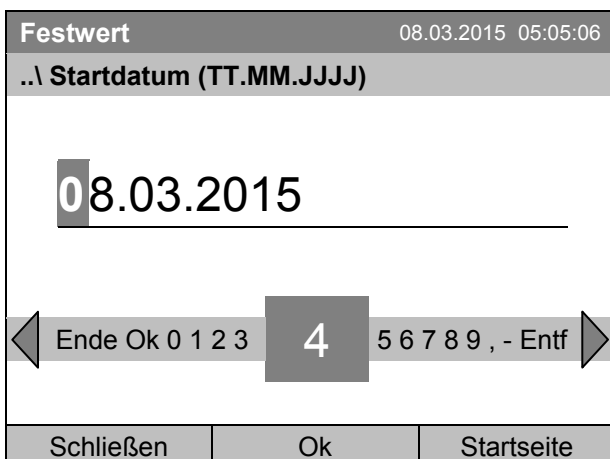 Festwert 08.03.2015 05:05:06
..\ Startdatum (TT.MM.JJJJ)
08.03.2015
Ende Ok 0 1 2 3 4 5 6 7 8 9 , - Entf
Schließen Ok Startseite